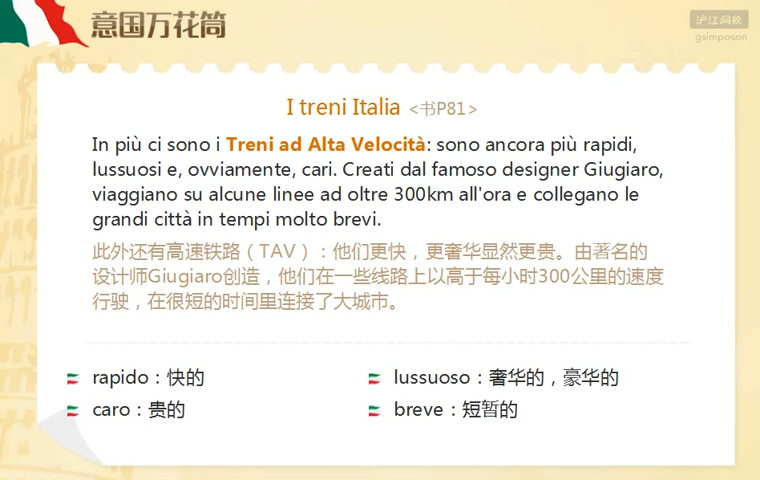 意国万花筒
沪江网校
gsimposon
I treni Italia <书P81>
In più ci sono i Treni ad Alta Velocità: sono ancora più rapidi,
lussuosi e, ovviamente, cari. Creati dal famoso designer Giugiaro,
viaggiano su alcune linee ad oltre 300km all'ora e collegano le
grandi città in tempi molto brevi.
此外还有高速铁路（TAV）：他们更快，更奢华显然更贵。由著名的
设计师Giugiaro创造，他们在一些线路上以高于每小时300公里的速度
行驶，在很短的时间里连接了大城市。
rapido：快的
lussuoso：奢华的，豪华的
caro：贵的
breve：短暂的